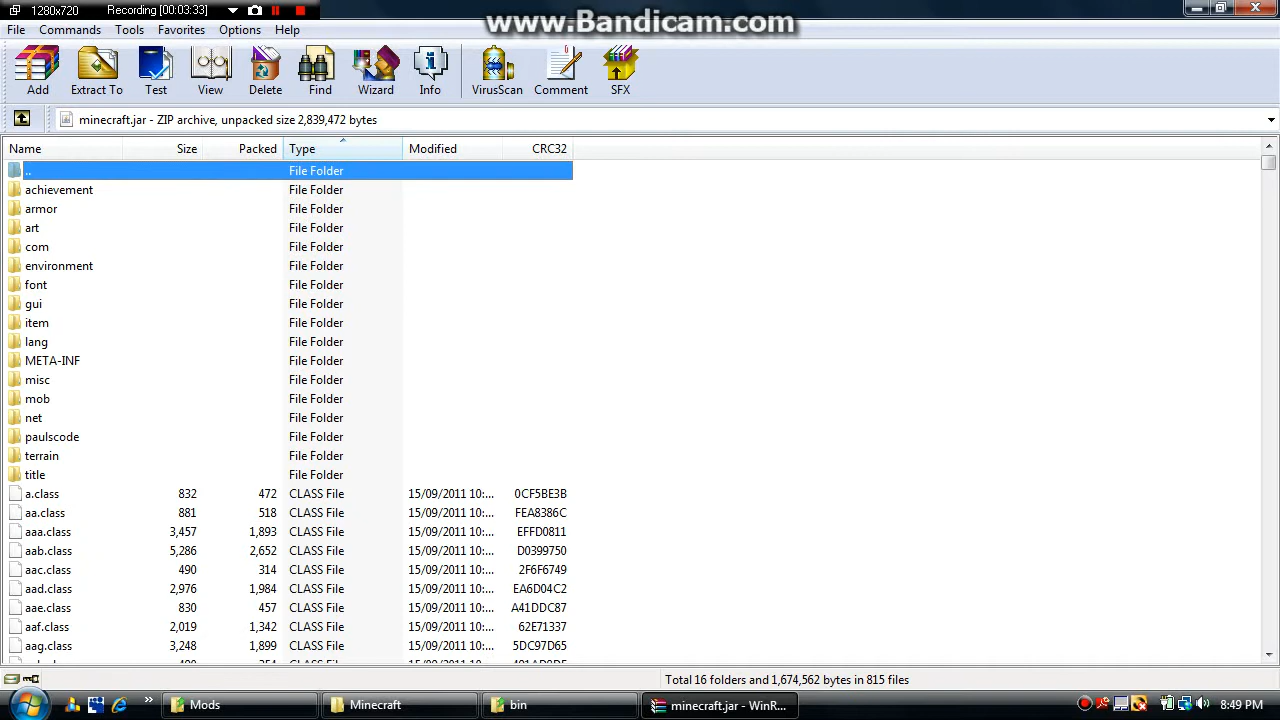 1280x720 Recording [00:03:33]
www.Bandicam.com
File Commands Tools Favorites Options Help
Add Extract To Test View Delete Find Wizard Info VirusScan Comment SFX
minecraft.jar - ZIP archive, unpacked size 2,839,472 bytes
Name Size Packed Type Modified CRC32
.. File Folder
achievement File Folder
armor File Folder
art File Folder
com File Folder
environment File Folder
font File Folder
gui File Folder
item File Folder
lang File Folder
META-INF File Folder
misc File Folder
mob File Folder
net File Folder
paulscode File Folder
terrain File Folder
title File Folder
a.class 832 472 CLASS File 15/09/2011 10:... 0CF5BE3B
aa.class 881 518 CLASS File 15/09/2011 10:... FEA8386C
aaa.class 3,457 1,893 CLASS File 15/09/2011 10:... EFFD0811
aab.class 5,286 2,652 CLASS File 15/09/2011 10:... D0399750
aac.class 490 314 CLASS File 15/09/2011 10:... 2F6F6749
aad.class 2,976 1,984 CLASS File 15/09/2011 10:... EA6D04C2
aae.class 830 457 CLASS File 15/09/2011 10:... A41DDC87
aaf.class 2,019 1,342 CLASS File 15/09/2011 10:... 62E71337
aag.class 3,248 1,899 CLASS File 15/09/2011 10:... 5DC97D65
Total 16 folders and 1,674,562 bytes in 815 files
Mods Minecraft bin minecraft.jar - WinR... 8:49 PM